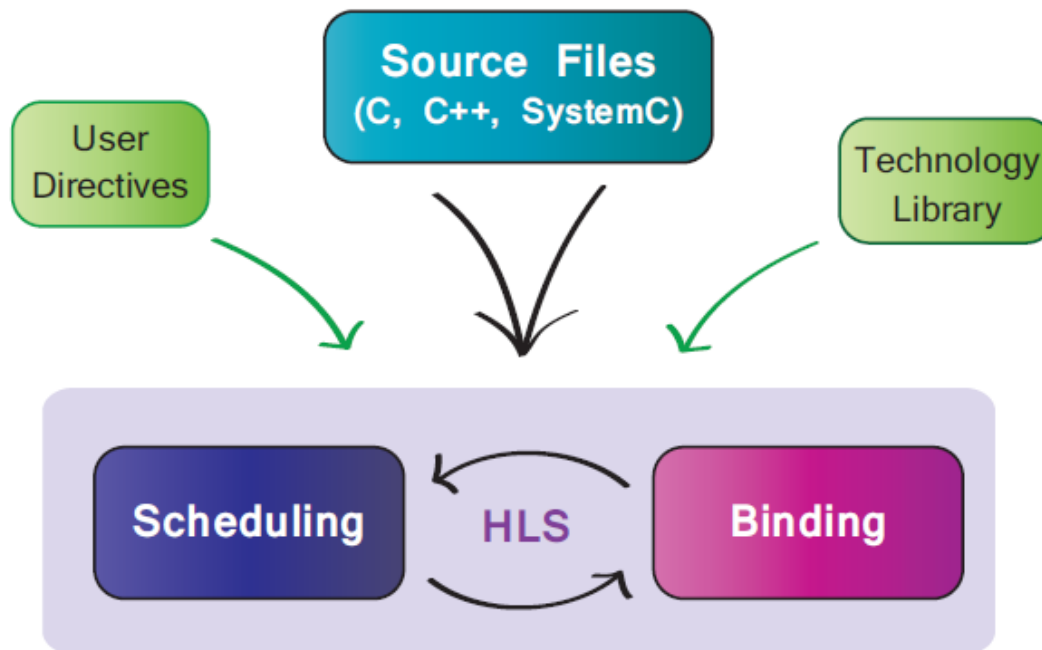 Source Files
(C, C++, SystemC)
User
Directives
Technology
Library
Scheduling
HLS
Binding